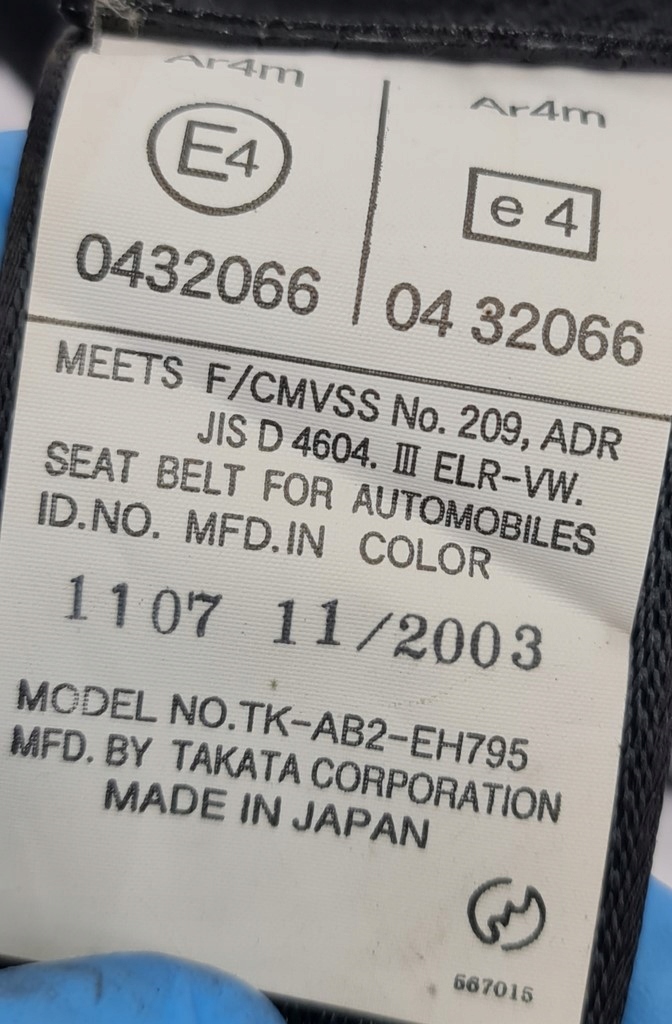 Ar4m
E4
0432066
Ar4m
e 4
04 32066
MEETS F/CMVSS No. 209, ADR
JIS D 4604. III ELR-VW.
SEAT BELT FOR AUTOMOBILES
ID.NO. MFD.IN COLOR
1107 11/2003
MODEL NO.TK-AB2-EH795
MFD. BY TAKATA CORPORATION
MADE IN JAPAN
567015